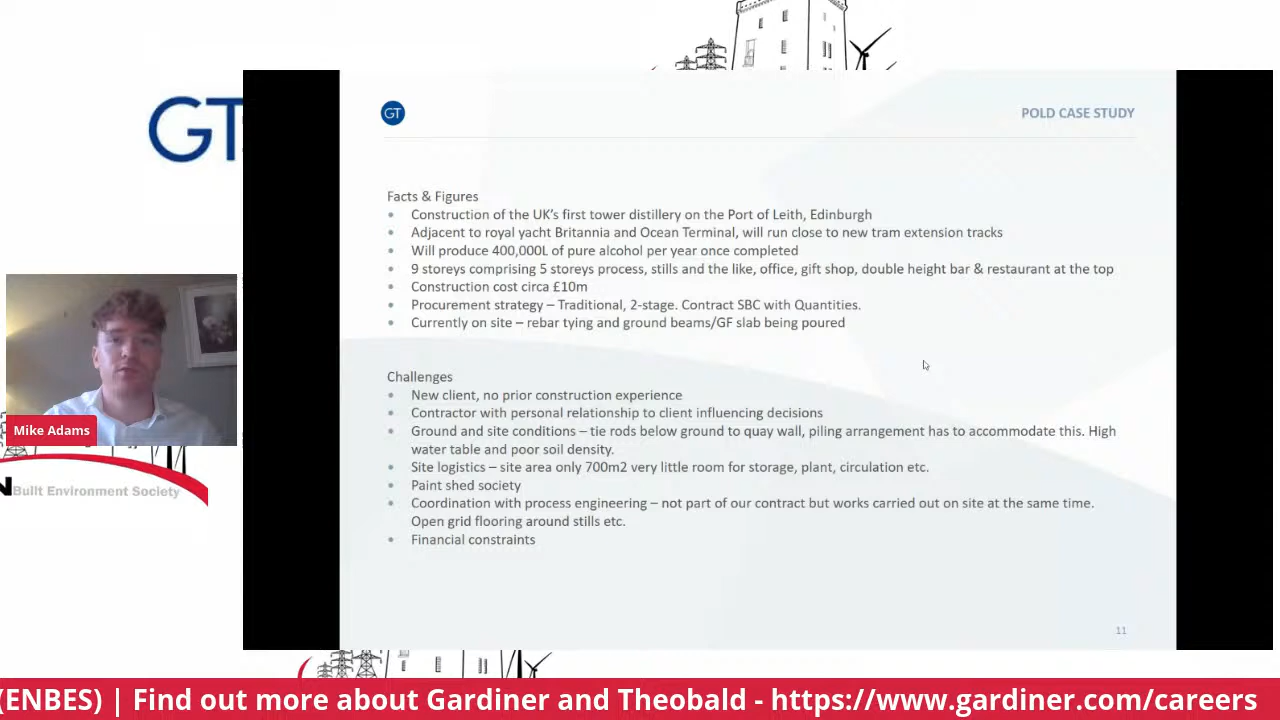 GT
GT
POLD CASE STUDY
Facts & Figures
• Construction of the UK's first tower distillery on the Port of Leith, Edinburgh
• Adjacent to royal yacht Britannia and Ocean Terminal, will run close to new tram extension tracks
• Will produce 400,000L of pure alcohol per year once completed
• 9 storeys comprising 5 storeys process, stills and the like, office, gift shop, double height bar & restaurant at the top
• Construction cost circa £10m
• Procurement strategy – Traditional, 2-stage. Contract SBC with Quantities.
• Currently on site – rebar tying and ground beams/GF slab being poured
Challenges
• New client, no prior construction experience
• Contractor with personal relationship to client influencing decisions
• Ground and site conditions – tie rods below ground to quay wall, piling arrangement has to accommodate this. High
water table and poor soil density.
• Site logistics – site area only 700m2 very little room for storage, plant, circulation etc.
• Paint shed society
• Coordination with process engineering – not part of our contract but works carried out on site at the same time.
Open grid flooring around stills etc.
• Financial constraints
11
Mike Adams
N Built Environment Society
(ENBES) | Find out more about Gardiner and Theobald - https://www.gardiner.com/careers